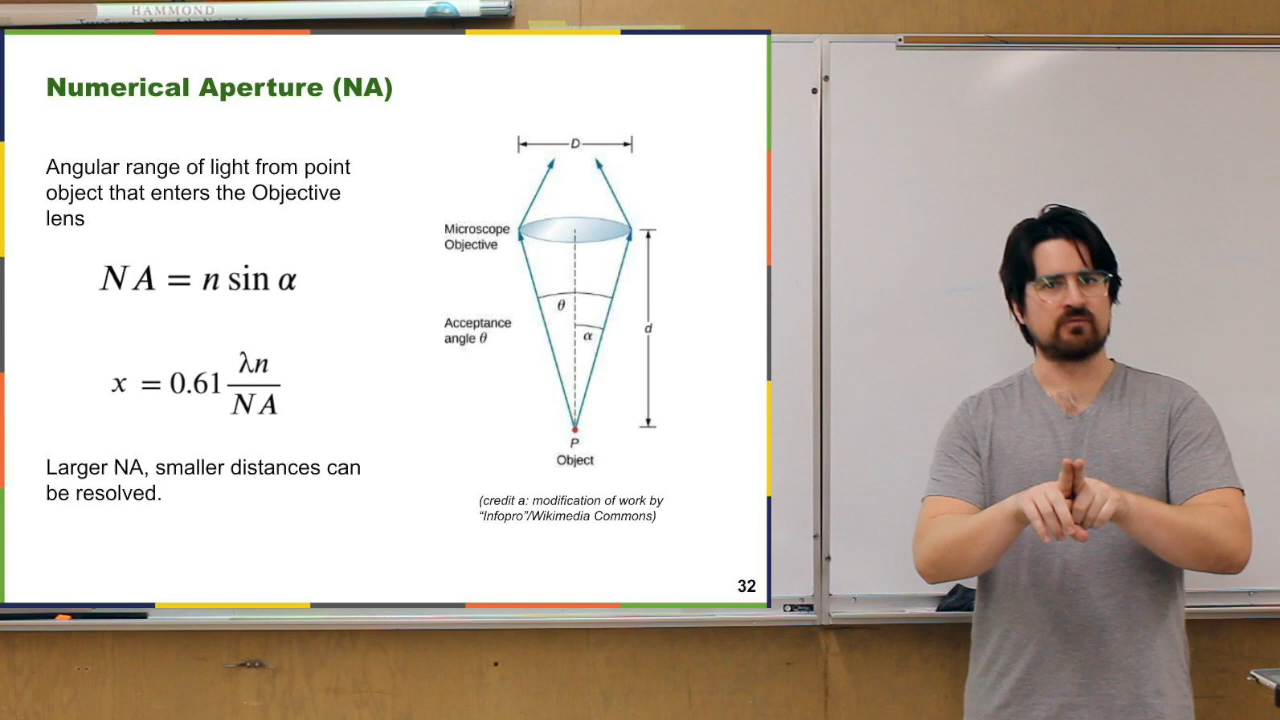 HAMMOND
Numerical Aperture (NA)
Angular range of light from point
object that enters the Objective
lens
NA = n sin α
x = 0.61 λn / NA
Larger NA, smaller distances can
be resolved.
D
Microscope
Objective
θ
Acceptance
angle θ
α
d
P
Object
(credit a: modification of work by
“Infopro”/Wikimedia Commons)
32